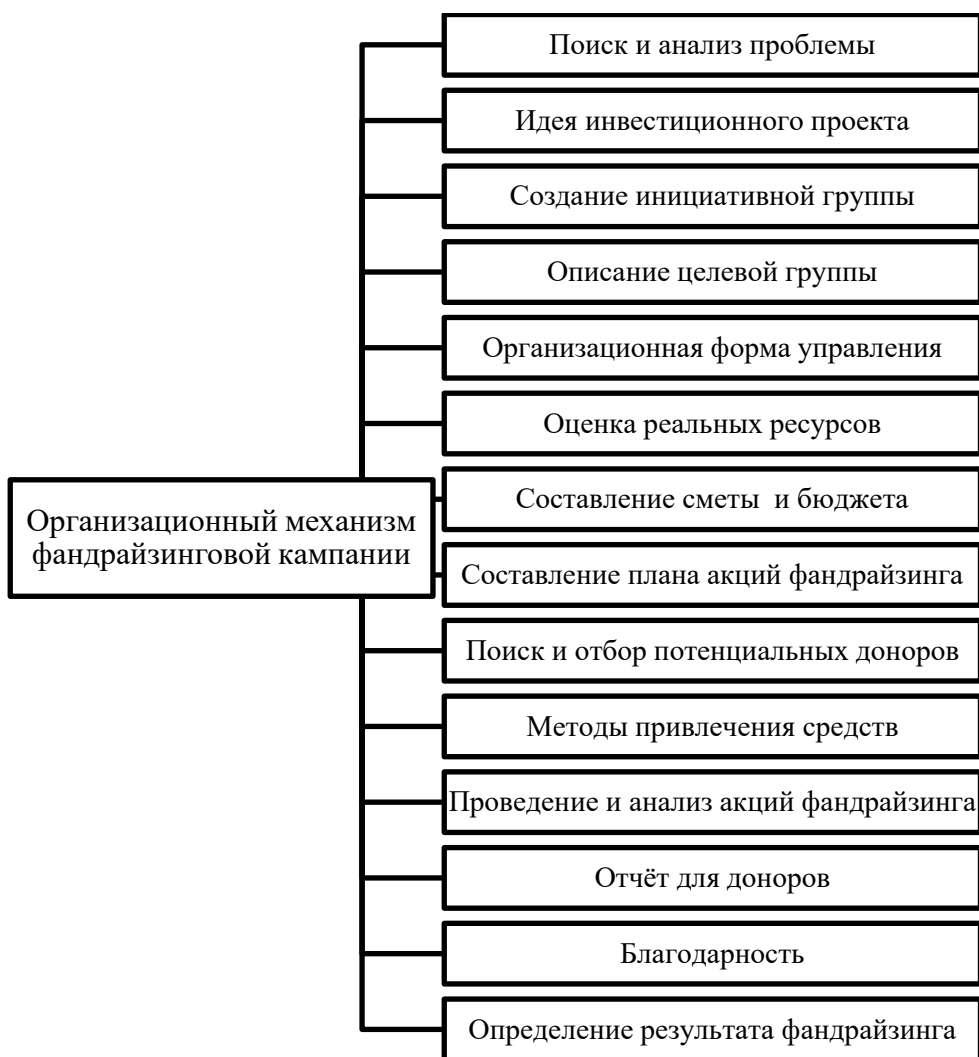 Поиск и анализ проблемы
Идея инвестиционного проекта
Создание инициативной группы
Описание целевой группы
Организационная форма управления
Оценка реальных ресурсов
Организационный механизм
фандрайзинговой кампании
Составление сметы  и бюджета
Составление плана акций фандрайзинга
Поиск и отбор потенциальных доноров
Методы привлечения средств
Проведение и анализ акций фандрайзинга
Отчёт для доноров
Благодарность
Определение результата фандрайзинга